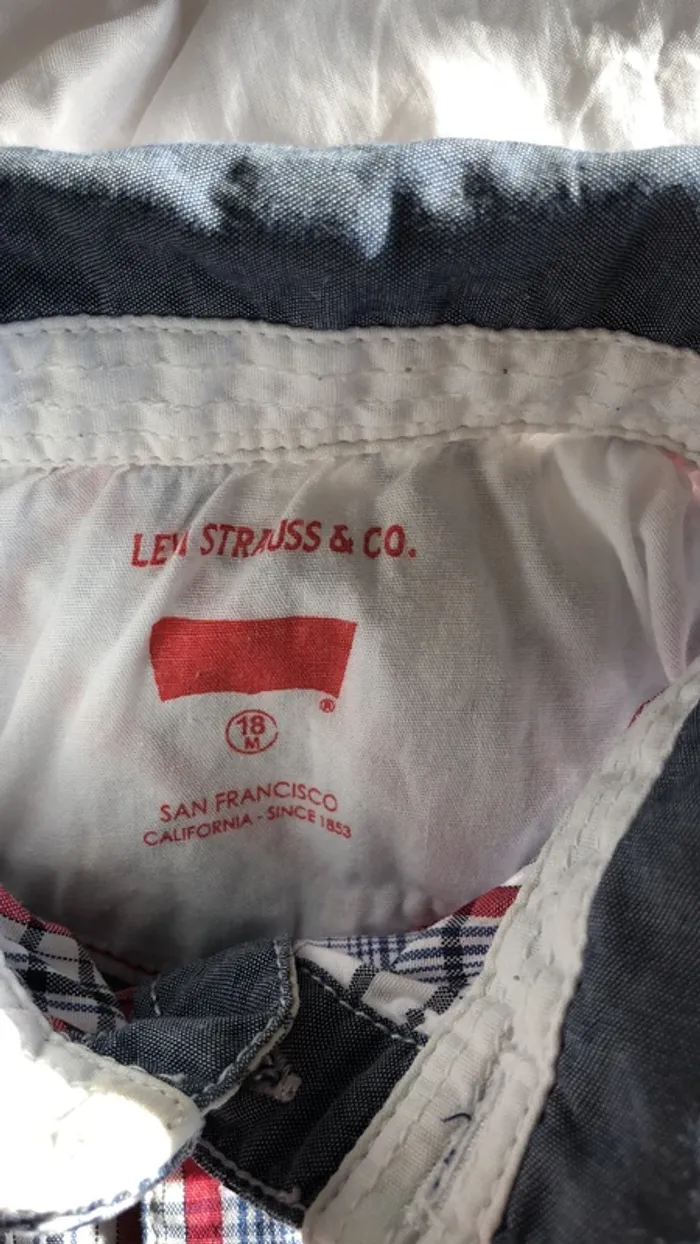 LEVI STRAUSS & CO.
®
18
M
SAN FRANCISCO
CALIFORNIA - SINCE 1853